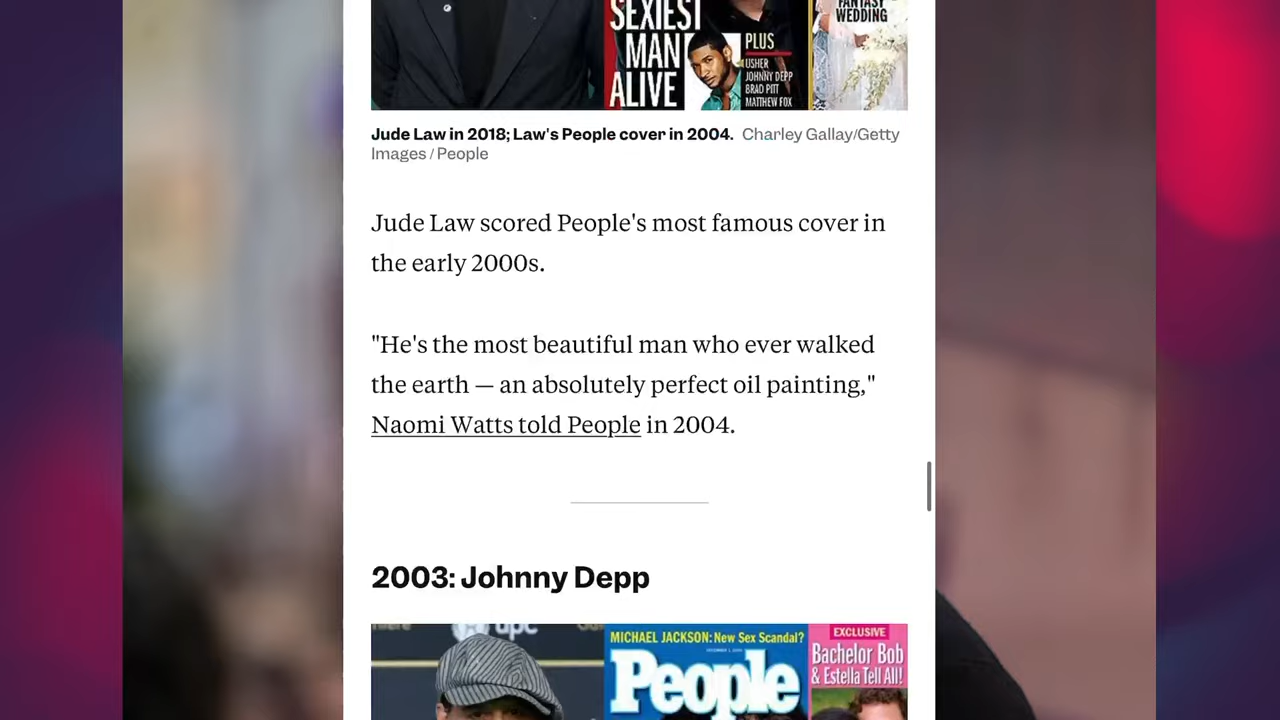 SEXIEST
MAN
ALIVE
PLUS
USHER
JOHNNY DEPP
BRAD PITT
MATTHEW FOX
FANTASY
WEDDING
Jude Law in 2018; Law's People cover in 2004. Charley Gallay/Getty
Images / People
Jude Law scored People's most famous cover in
the early 2000s.
"He's the most beautiful man who ever walked
the earth — an absolutely perfect oil painting,"
Naomi Watts told People in 2004.
2003: Johnny Depp
MICHAEL JACKSON: New Sex Scandal?
People
EXCLUSIVE
Bachelor Bob
& Estella Tell All!